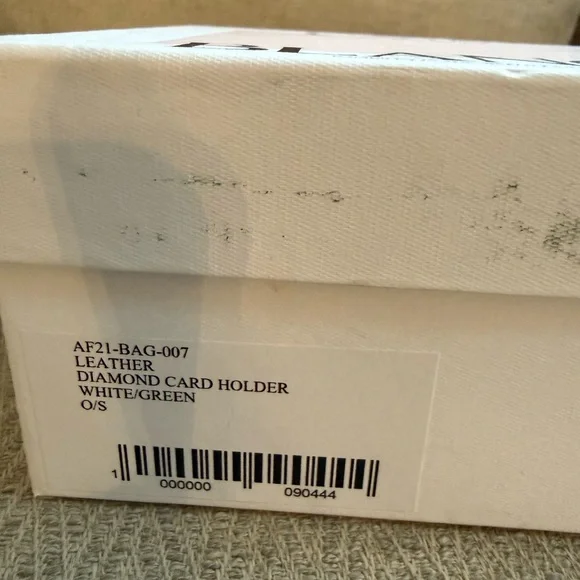 AF21-BAG-007
LEATHER
DIAMOND CARD HOLDER
WHITE/GREEN
O/S
1 000000 090444